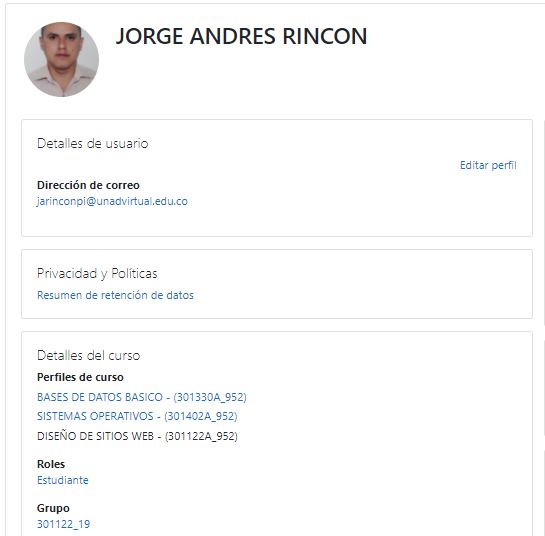 JORGE ANDRES RINCON
Detalles de usuario
Editar perfil
Dirección de correo
jarinconpi@unadvirtual.edu.co
Privacidad y Políticas
Resumen de retención de datos
Detalles del curso
Perfiles de curso
BASES DE DATOS BASICO - (301330A_952)
SISTEMAS OPERATIVOS - (301402A_952)
DISEÑO DE SITIOS WEB - (301122A_952)
Roles
Estudiante
Grupo
301122_19